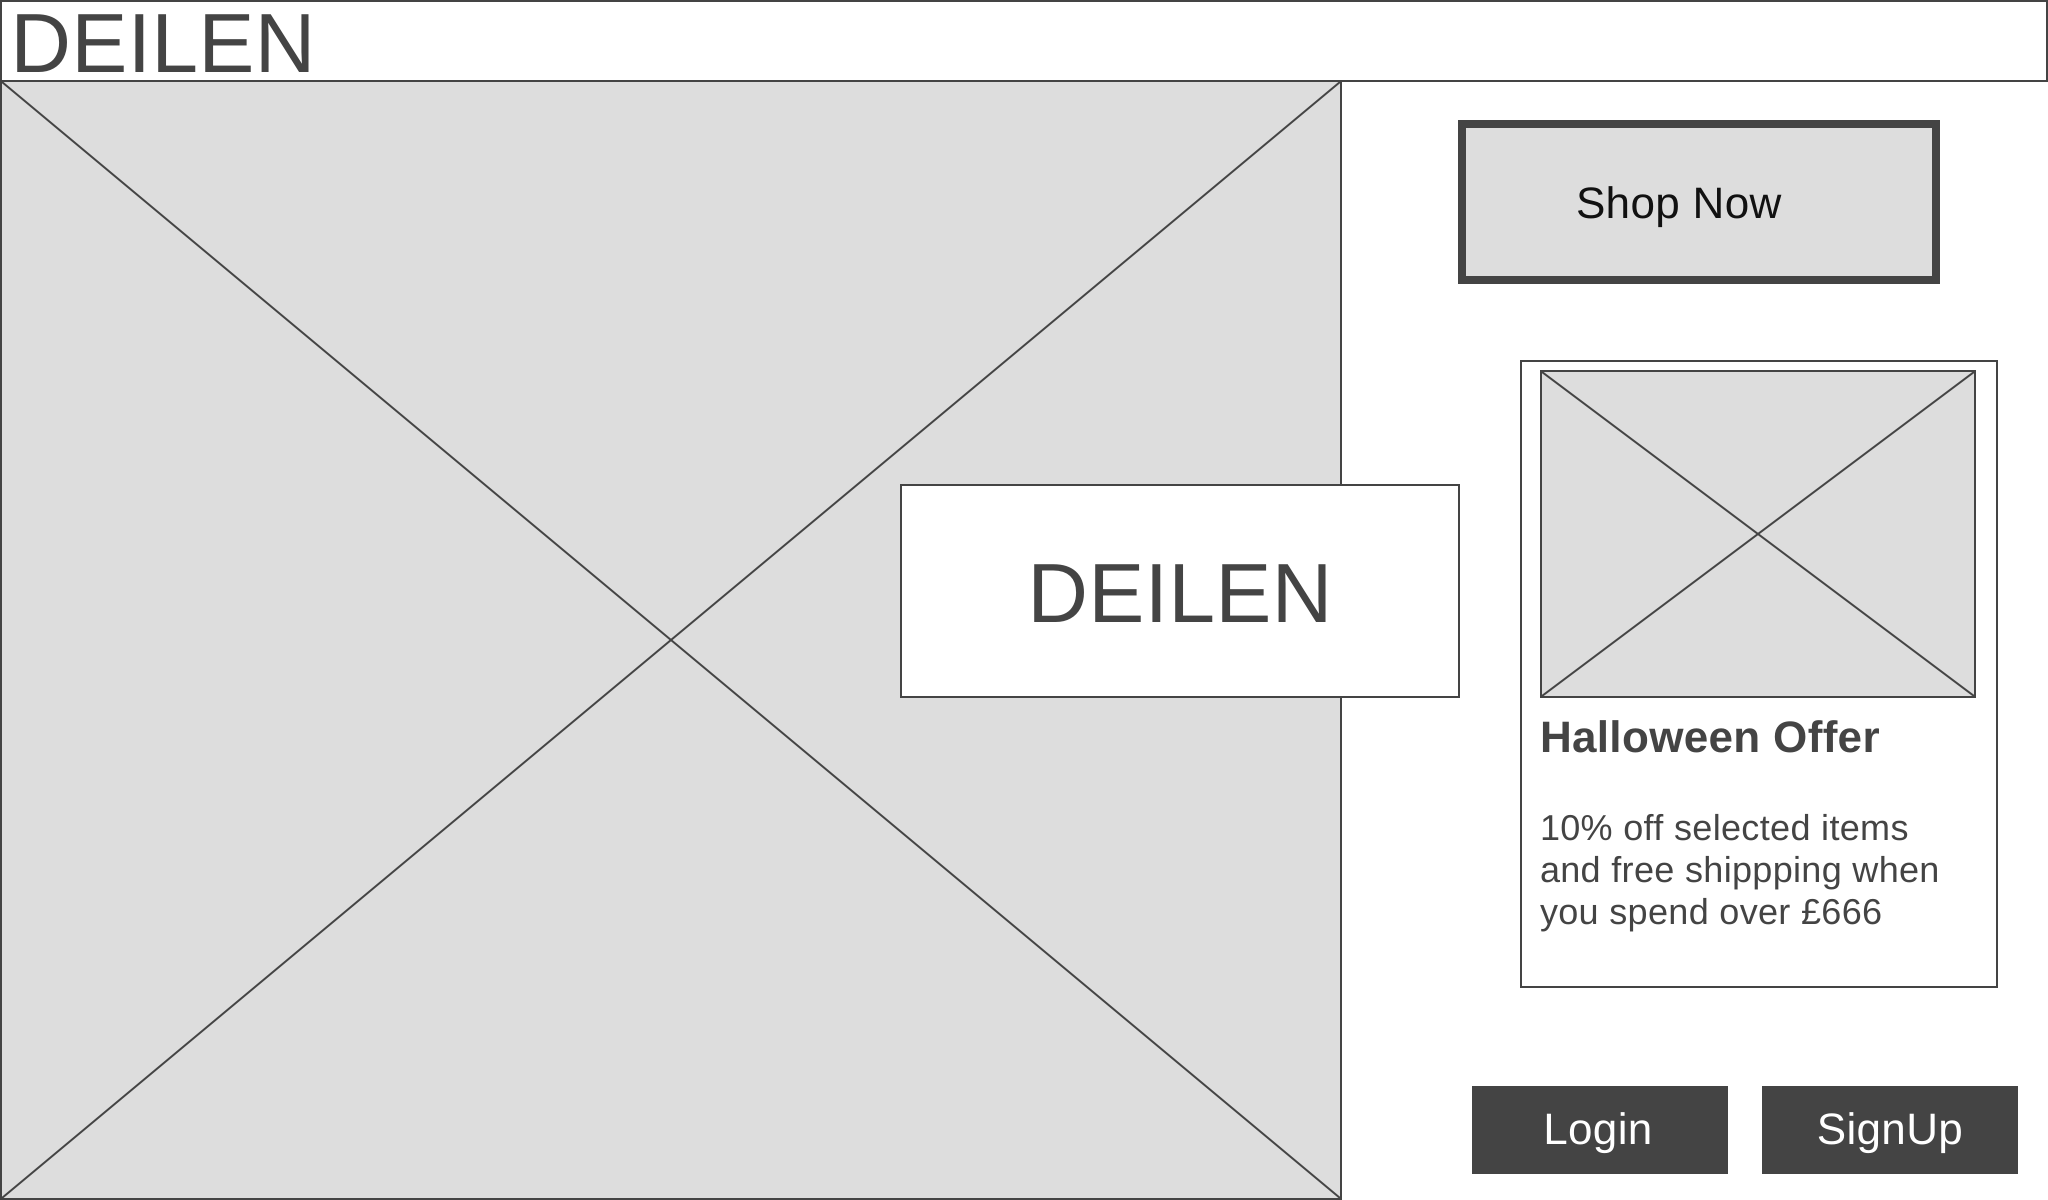 DEILEN
Shop Now
DEILEN
Halloween Offer
10% off selected items
and free shippping when
you spend over £666
Login
SignUp